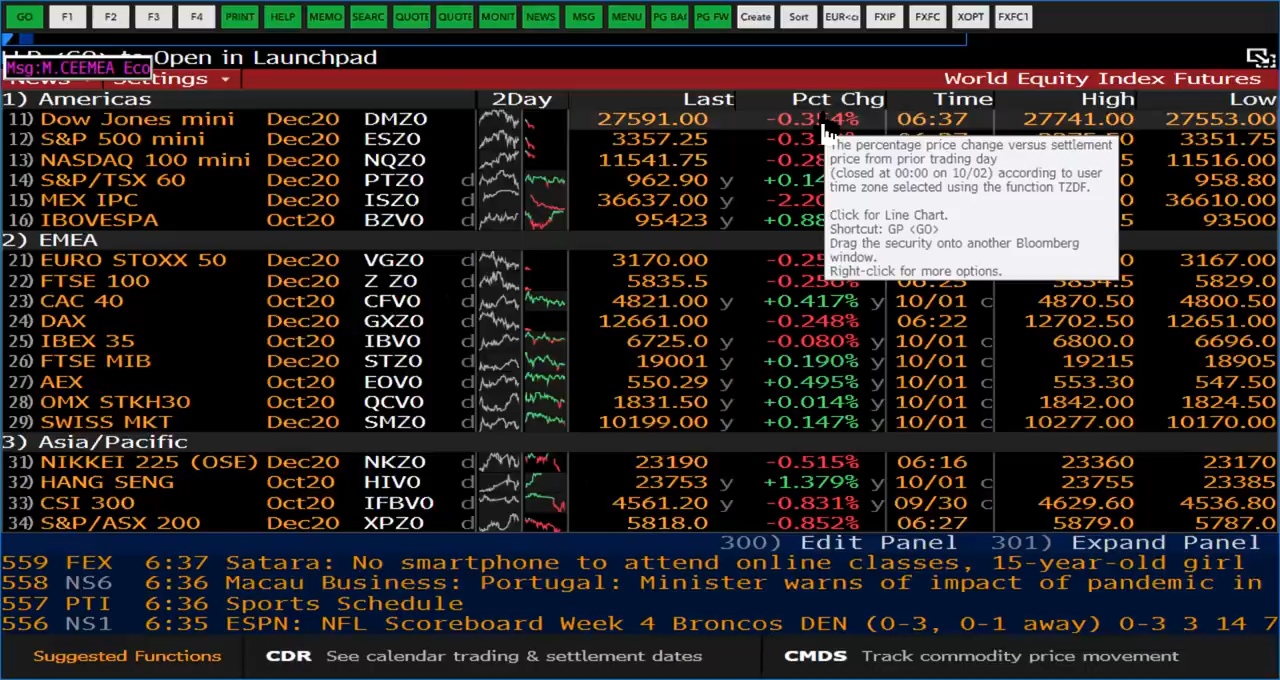 GO F1 F2 F3 F4 PRINT HELP MEMO SEARC QUOTE QUOTE MONIT NEWS MSG MENU PG BAI PG FW Create Sort EUR<ci FXIP FXFC XOPT FXFC1
to Open in Launchpad
Msg:M.CEEMEA Eco
News Settings World Equity Index Futures
1) Americas 2Day Last Pct Chg Time High Low
11) Dow Jones mini Dec20 DMZ0 27591.00 06:37 27741.00 27553.00
12) S&P 500 mini Dec20 ESZ0 3357.25 3351.75
13) NASDAQ 100 mini Dec20 NQZ0 11541.75 11516.00
14) S&P/TSX 60 Dec20 PTZ0 d 962.90 y 958.80
15) MEX IPC Dec20 ISZ0 d 36637.00 y 36610.00
16) IBOVESPA Oct20 BZV0 d 95423 y 93500
The percentage price change versus settlement
price from prior trading day
(closed at 00:00 on 10/02) according to user
time zone selected using the function TZDF.
Click for Line Chart.
Shortcut: GP <GO>
Drag the security onto another Bloomberg
window.
Right-click for more options.
2) EMEA
21) EURO STOXX 50 Dec20 VGZ0 d 3170.00 3167.00
22) FTSE 100 Dec20 Z Z0 d 5835.5 5829.0
23) CAC 40 Oct20 CFV0 d 4821.00 y +0.417% y 10/01 c 4870.50 4800.50
24) DAX Dec20 GXZ0 d 12661.00 -0.248% 06:22 12702.50 12651.00
25) IBEX 35 Oct20 IBV0 d 6725.0 y -0.080% y 10/01 c 6800.0 6696.0
26) FTSE MIB Dec20 STZ0 d 19001 y +0.190% y 10/01 c 19215 18905
27) AEX Oct20 EOV0 d 550.29 y +0.495% y 10/01 c 553.30 547.50
28) OMX STKH30 Oct20 QCV0 d 1831.50 y +0.014% y 10/01 c 1842.00 1824.50
29) SWISS MKT Dec20 SMZ0 d 10199.00 y +0.147% y 10/01 c 10277.00 10170.00
3) Asia/Pacific
31) NIKKEI 225 (OSE) Dec20 NKZ0 d 23190 -0.515% 06:16 23360 23170
32) HANG SENG Oct20 HIV0 d 23753 y +1.379% y 10/01 c 23755 23385
33) CSI 300 Oct20 IFBV0 d 4561.20 y -0.831% y 09/30 c 4629.60 4536.80
34) S&P/ASX 200 Dec20 XPZ0 d 5818.0 -0.852% 06:27 5879.0 5787.0
300) Edit Panel 301) Expand Panel
559 FEX 6:37 Satara: No smartphone to attend online classes, 15-year-old girl
558 NS6 6:36 Macau Business: Portugal: Minister warns of impact of pandemic in
557 PTI 6:36 Sports Schedule
556 NS1 6:35 ESPN: NFL Scoreboard Week 4 Broncos DEN (0-3, 0-1 away) 0-3 3 14 7
Suggested Functions CDR See calendar trading & settlement dates CMDS Track commodity price movement